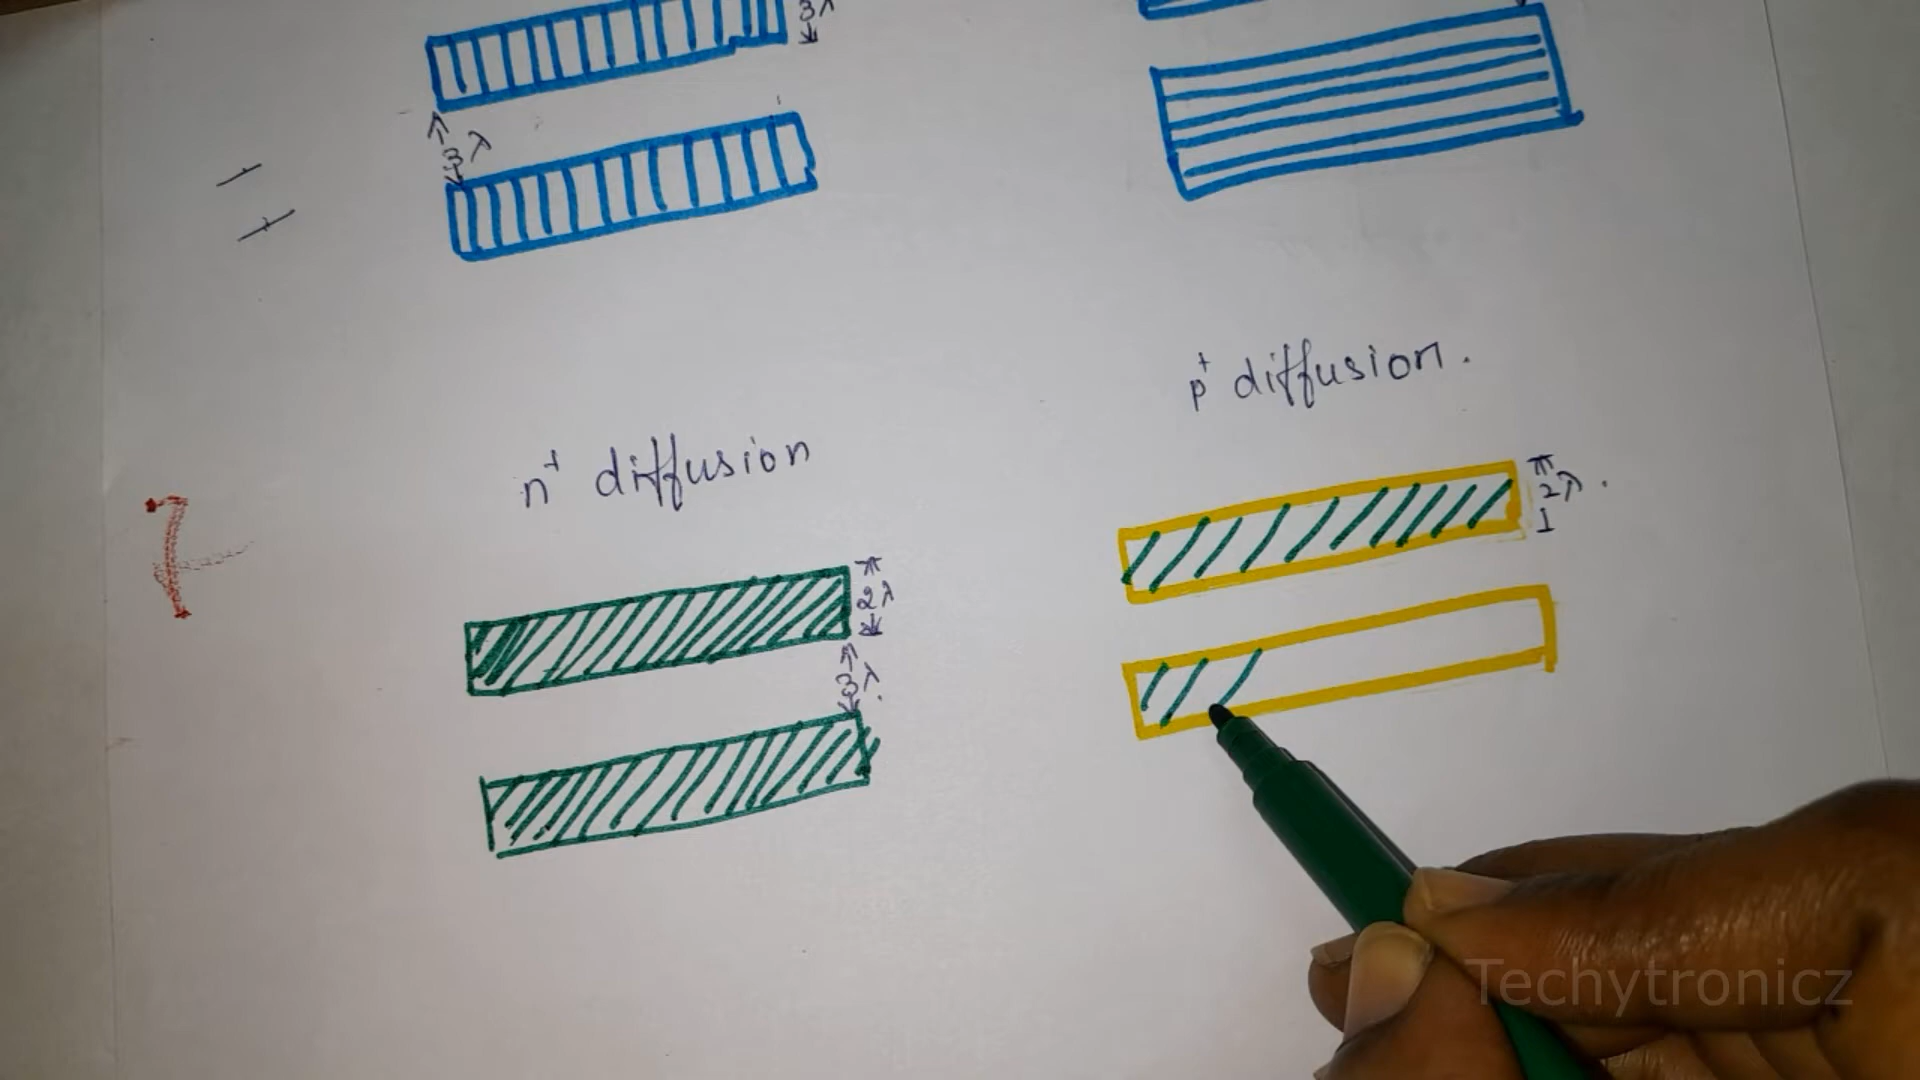 3λ
3λ
p⁺ diffusion.
n⁺ diffusion
2λ.
2λ
3λ.
Techytronicz